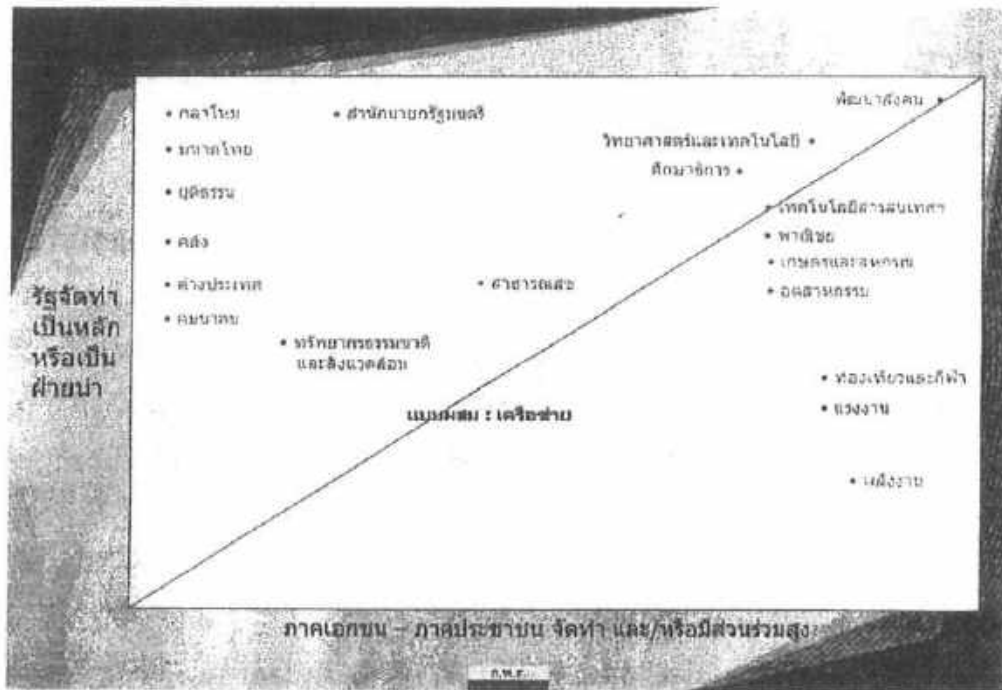 กลาโหม
สำนักนายกรัฐมนตรี
พัฒนาสังคม
วิทยาศาสตร์และเทคโนโลยี
มหาดไทย
ศึกษาธิการ
ยุติธรรม
เทคโนโลยีสารสนเทศฯ
พาณิชย์
คลัง
เกษตรและสหกรณ์
ต่างประเทศ
สาธารณสุข
อุตสาหกรรม
คมนาคม
ทรัพยากรธรรมชาติ
และสิ่งแวดล้อม
รัฐจัดทำ
เป็นหลัก
หรือเป็น
ฝ่ายนำ
ท่องเที่ยวและกีฬา
แรงงาน
แบบผสม : เครือข่าย
พลังงาน
ภาคเอกชน – ภาคประชาชน จัดทำ และ/หรือมีส่วนร่วมสูง
ก.พ.ร.